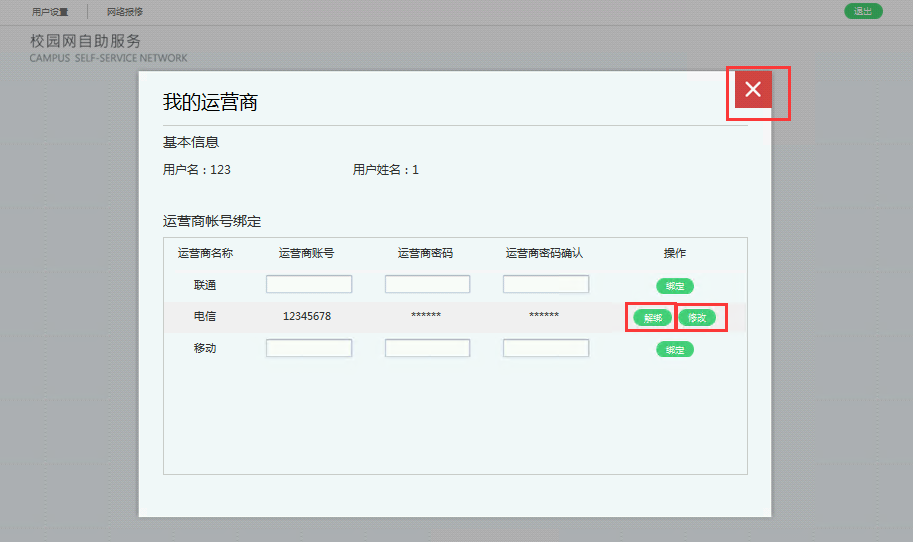 用户设置 网络报修 退出
校园网自助服务
CAMPUS SELF-SERVICE NETWORK
我的运营商
基本信息
用户名：123 用户姓名：1
运营商帐号绑定
运营商名称 运营商账号 运营商密码 运营商密码确认 操作
联通 绑定
电信 12345678 ****** ****** 解绑 修改
移动 绑定